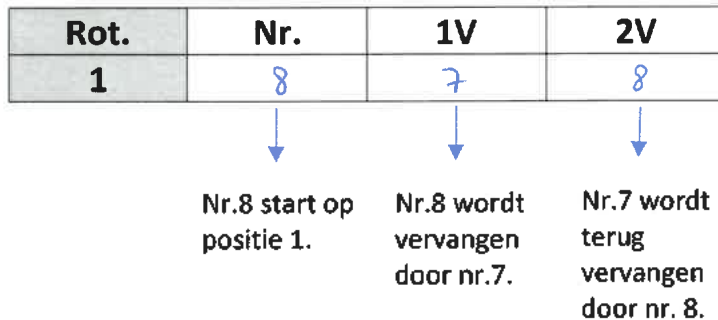 Rot. Nr. 1V 2V
1 8 7 8
Nr.8 start op
positie 1.
Nr.8 wordt
vervangen
door nr.7.
Nr.7 wordt
terug
vervangen
door nr. 8.